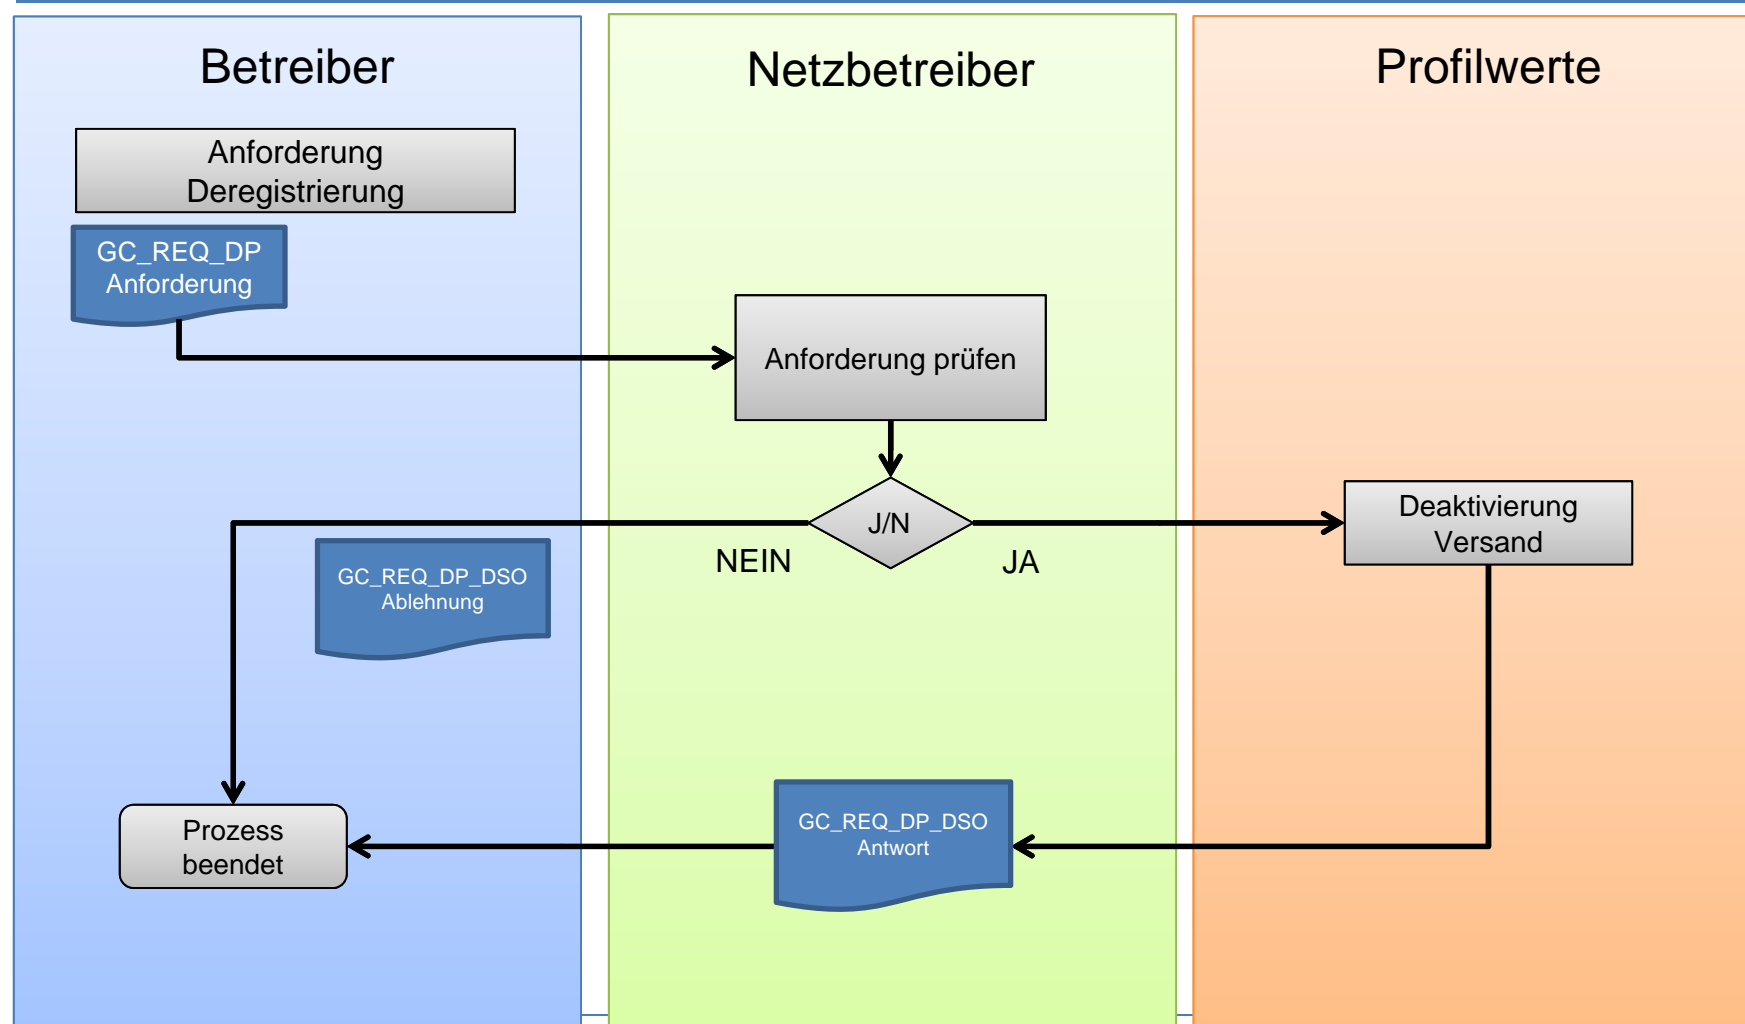 Betreiber
Netzbetreiber
Profilwerte
Anforderung
Deregistrierung
GC_REQ_DP
Anforderung
Anforderung prüfen
J/N
NEIN
JA
Deaktivierung
Versand
GC_REQ_DP_DSO
Ablehnung
Prozess
beendet
GC_REQ_DP_DSO
Antwort